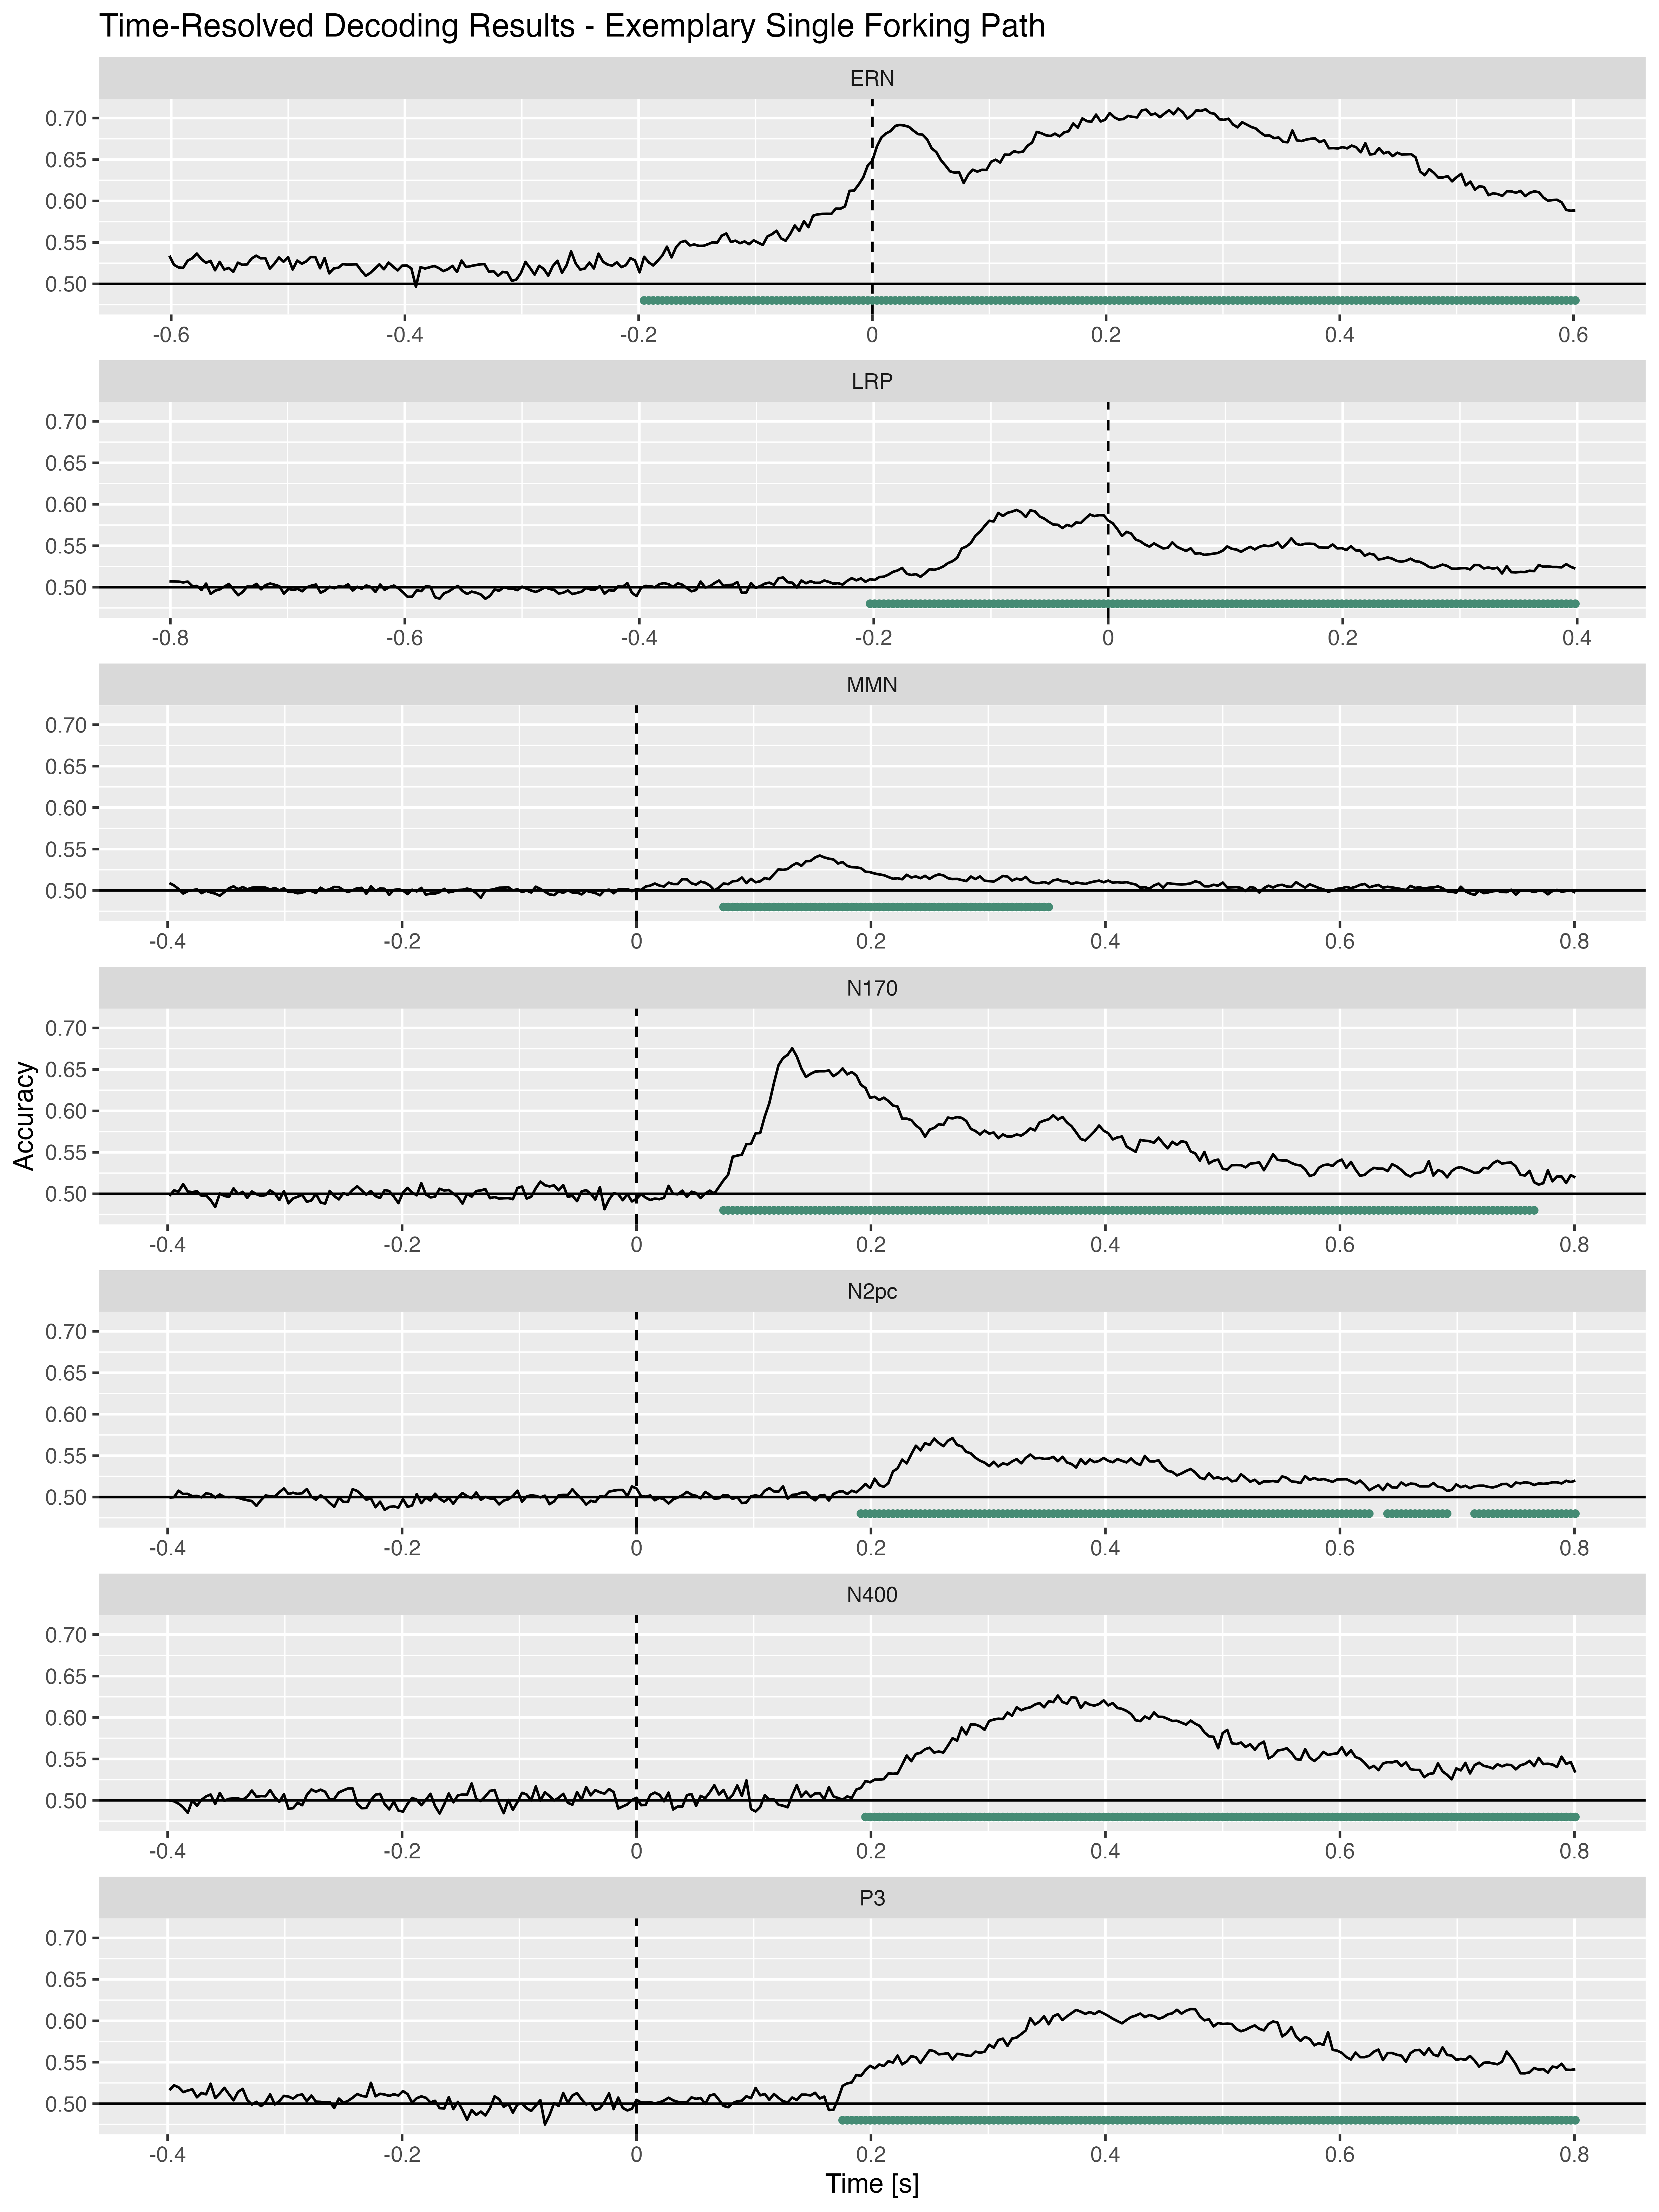 Time-Resolved Decoding Results - Exemplary Single Forking Path
ERN
0.70
0.65
0.60
0.55
0.50
-0.6 -0.4 -0.2 0 0.2 0.4 0.6
LRP
0.70
0.65
0.60
0.55
0.50
-0.8 -0.6 -0.4 -0.2 0 0.2 0.4
MMN
0.70
0.65
0.60
0.55
0.50
-0.4 -0.2 0 0.2 0.4 0.6 0.8
N170
0.70
0.65
0.60
0.55
0.50
-0.4 -0.2 0 0.2 0.4 0.6 0.8
Accuracy
N2pc
0.70
0.65
0.60
0.55
0.50
-0.4 -0.2 0 0.2 0.4 0.6 0.8
N400
0.70
0.65
0.60
0.55
0.50
-0.4 -0.2 0 0.2 0.4 0.6 0.8
P3
0.70
0.65
0.60
0.55
0.50
-0.4 -0.2 0 0.2 0.4 0.6 0.8
Time [s]